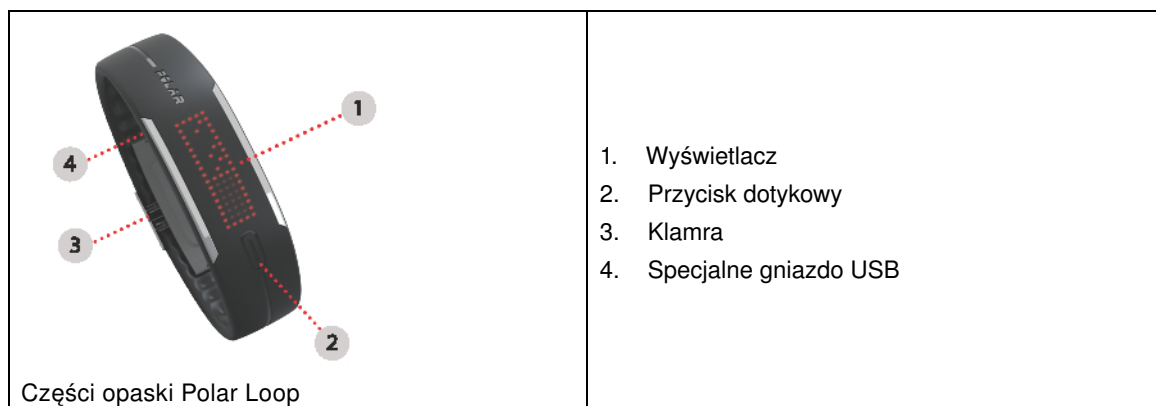 POLAR
1
4
3
2
Części opaski Polar Loop
1. Wyświetlacz
2. Przycisk dotykowy
3. Klamra
4. Specjalne gniazdo USB